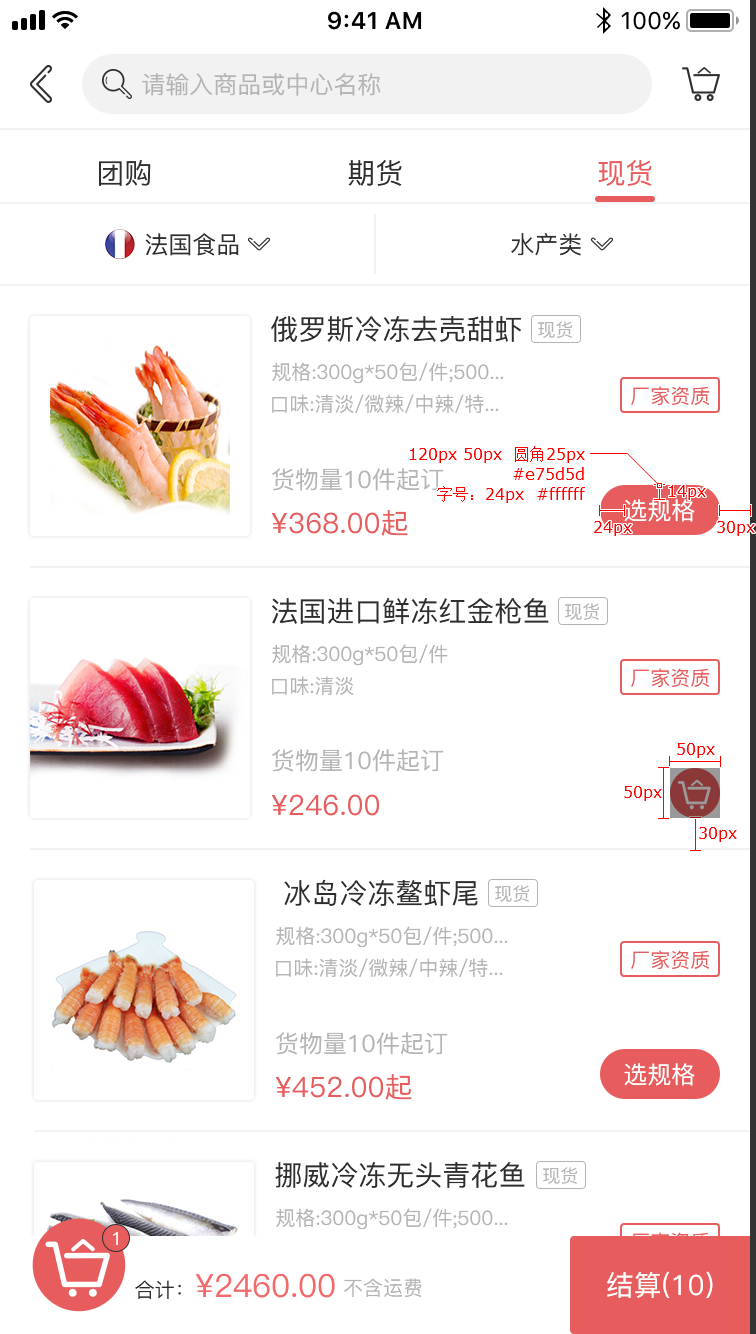 9:41 AM
100%
请输入商品或中心名称
团购
期货
现货
法国食品
水产类
俄罗斯冷冻去壳甜虾 现货
规格:300g*50包/件;500...
口味:清淡/微辣/中辣/特...
厂家资质
120px 50px 圆角25px
#e75d5d
字号：24px #ffffff
货物量10件起订
¥368.00起
14px
选规格
24px
30px
法国进口鲜冻红金枪鱼 现货
规格:300g*50包/件
口味:清淡
厂家资质
货物量10件起订
¥246.00
50px
50px
30px
冰岛冷冻鳌虾尾 现货
规格:300g*50包/件;500...
口味:清淡/微辣/中辣/特...
厂家资质
货物量10件起订
¥452.00起
选规格
挪威冷冻无头青花鱼 现货
规格:300g*50包/件;500...
厂家资质
1
合计：¥2460.00 不含运费
结算(10)